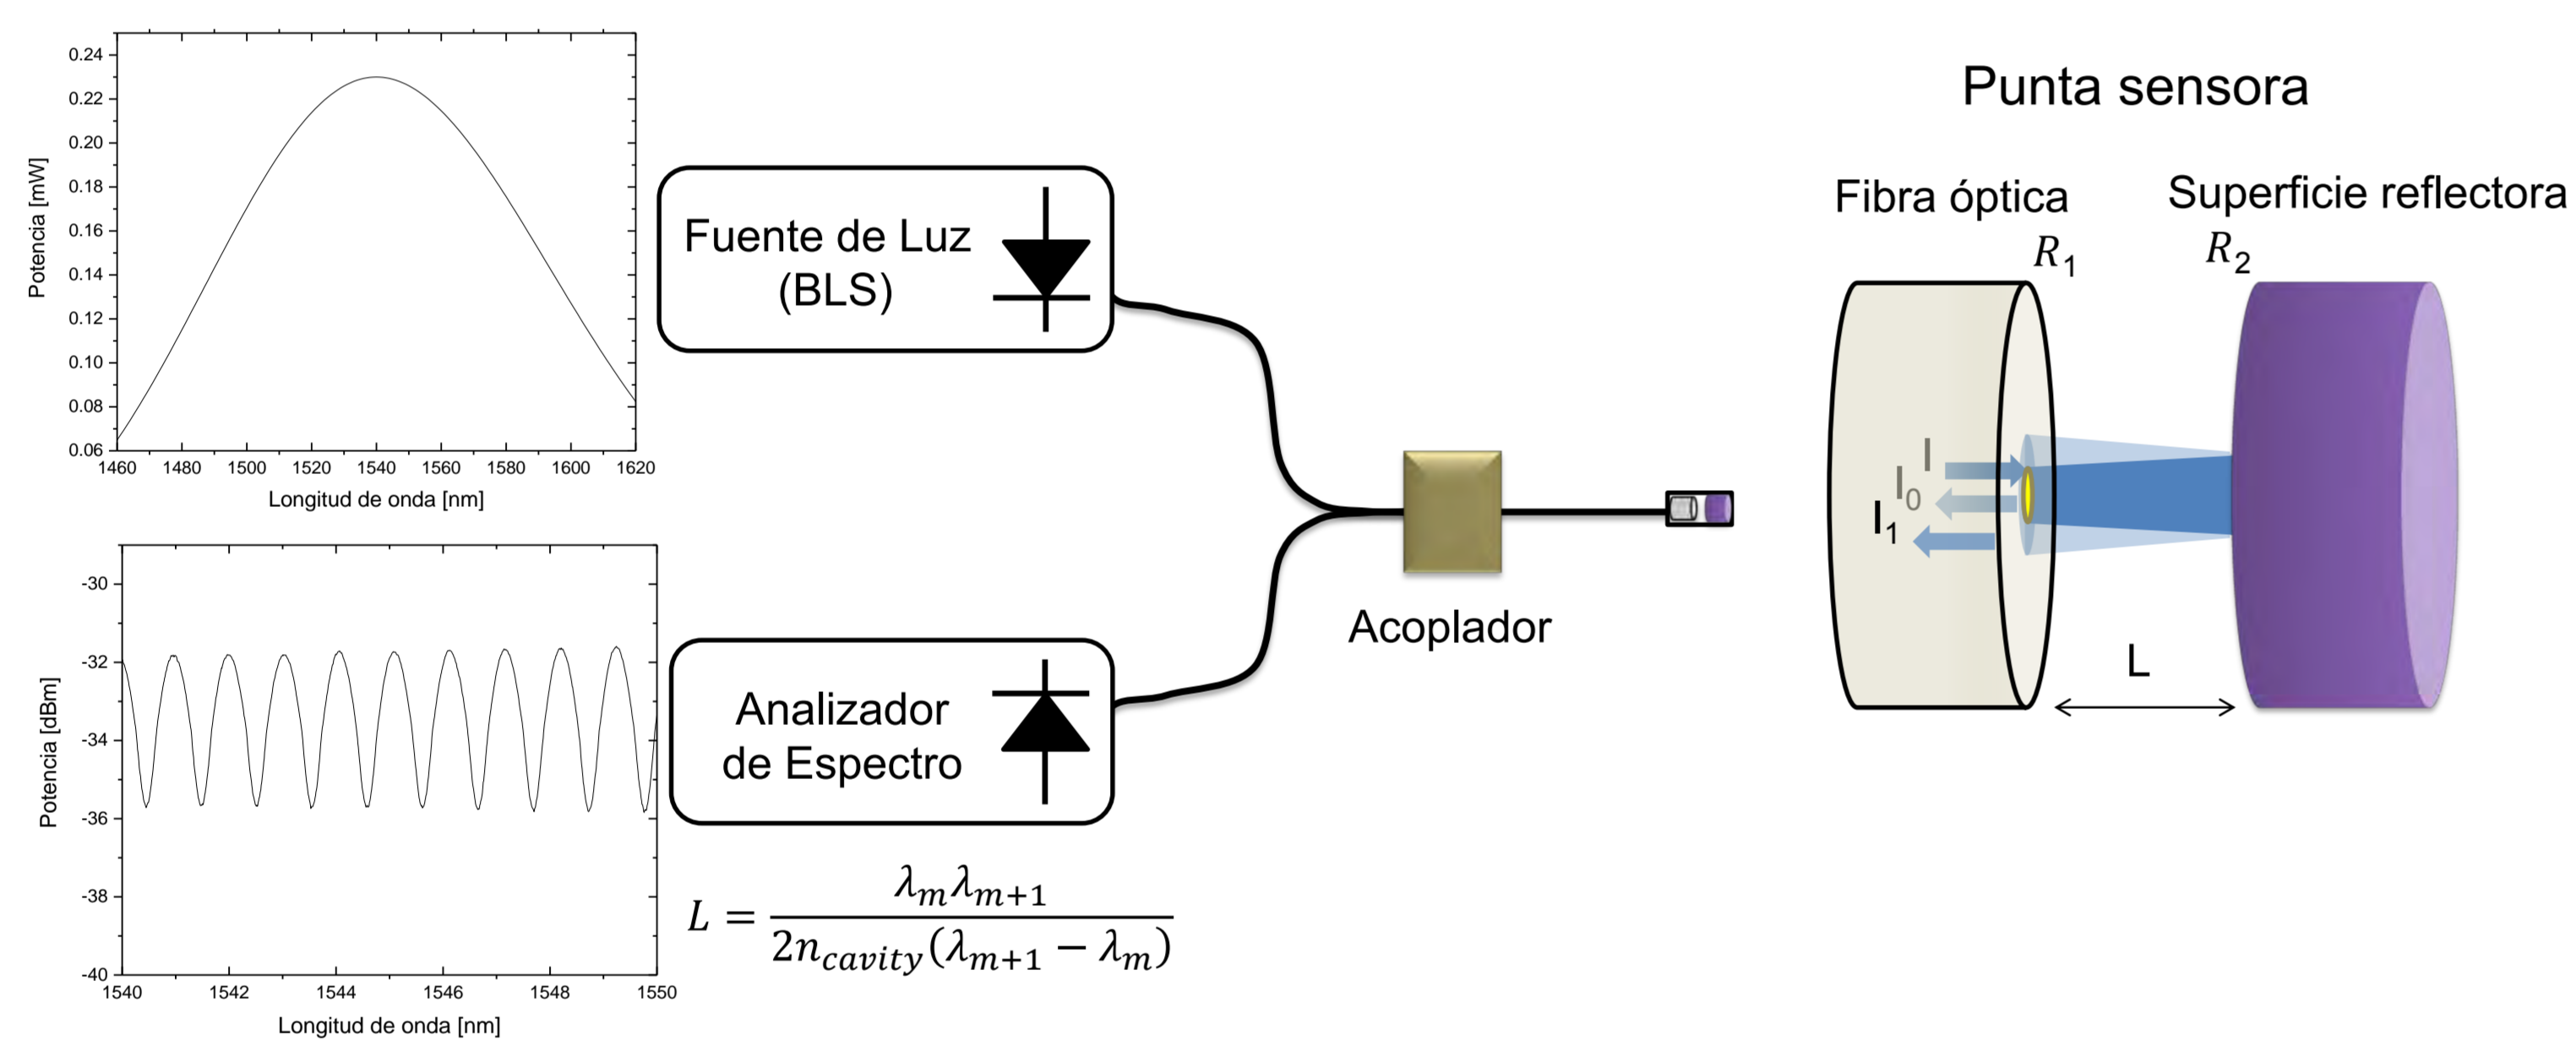 0.24
0.22
0.20
0.18
0.16
0.14
0.12
0.10
0.08
0.06
Potencia [mW]
1460 1480 1500 1520 1540 1560 1580 1600 1620
Longitud de onda [nm]
Fuente de Luz
(BLS)
-30
-32
-34
-36
-38
-40
Potencia [dBm]
1540 1542 1544 1546 1548 1550
Longitud de onda [nm]
Analizador
de Espectro
L = λₘλₘ₊₁ / 2n_cavity(λₘ₊₁ − λₘ)
Acoplador
Punta sensora
Fibra óptica
R₁
Superficie reflectora
R₂
I
I₀
I₁
L